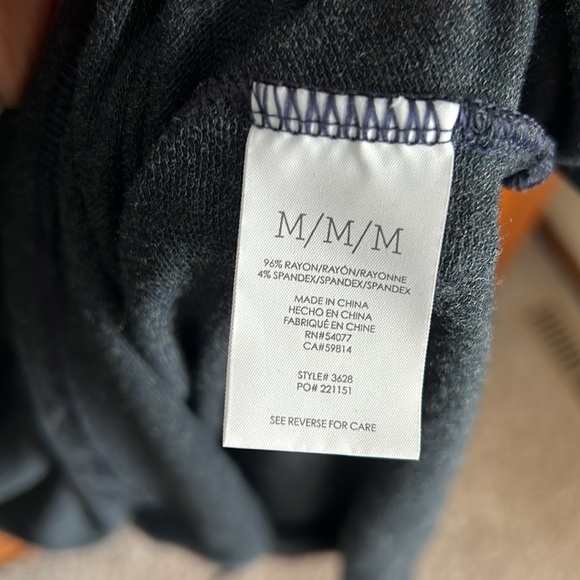 M/M/M
96% RAYON/RAYÓN/RAYONNE
4% SPANDEX/SPANDEX/SPANDEX
MADE IN CHINA
HECHO EN CHINA
FABRIQUÉ EN CHINE
RN#54077
CA#59814
STYLE# 3628
PO# 221151
SEE REVERSE FOR CARE